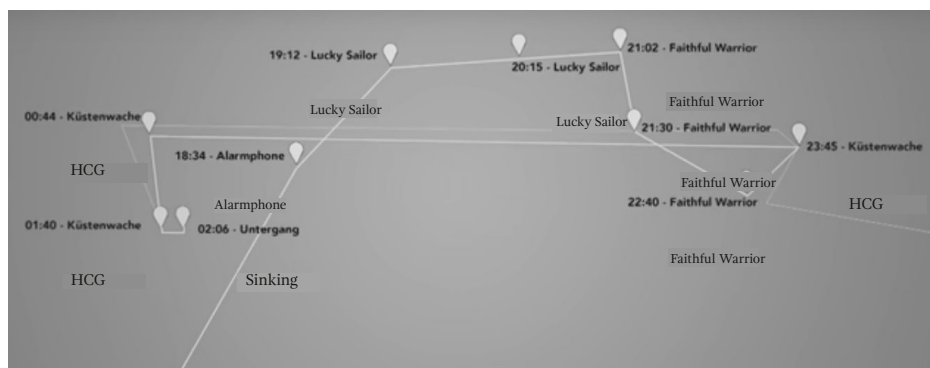 19:12 - Lucky Sailor
21:02 - Faithful Warrior
20:15 - Lucky Sailor
Lucky Sailor
Faithful Warrior
00:44 - Küstenwache
Lucky Sailor
21:30 - Faithful Warrior
23:45 - Küstenwache
18:34 - Alarmphone
HCG
Faithful Warrior
Alarmphone
22:40 - Faithful Warrior
HCG
01:40 - Küstenwache
02:06 - Untergang
Faithful Warrior
HCG
Sinking